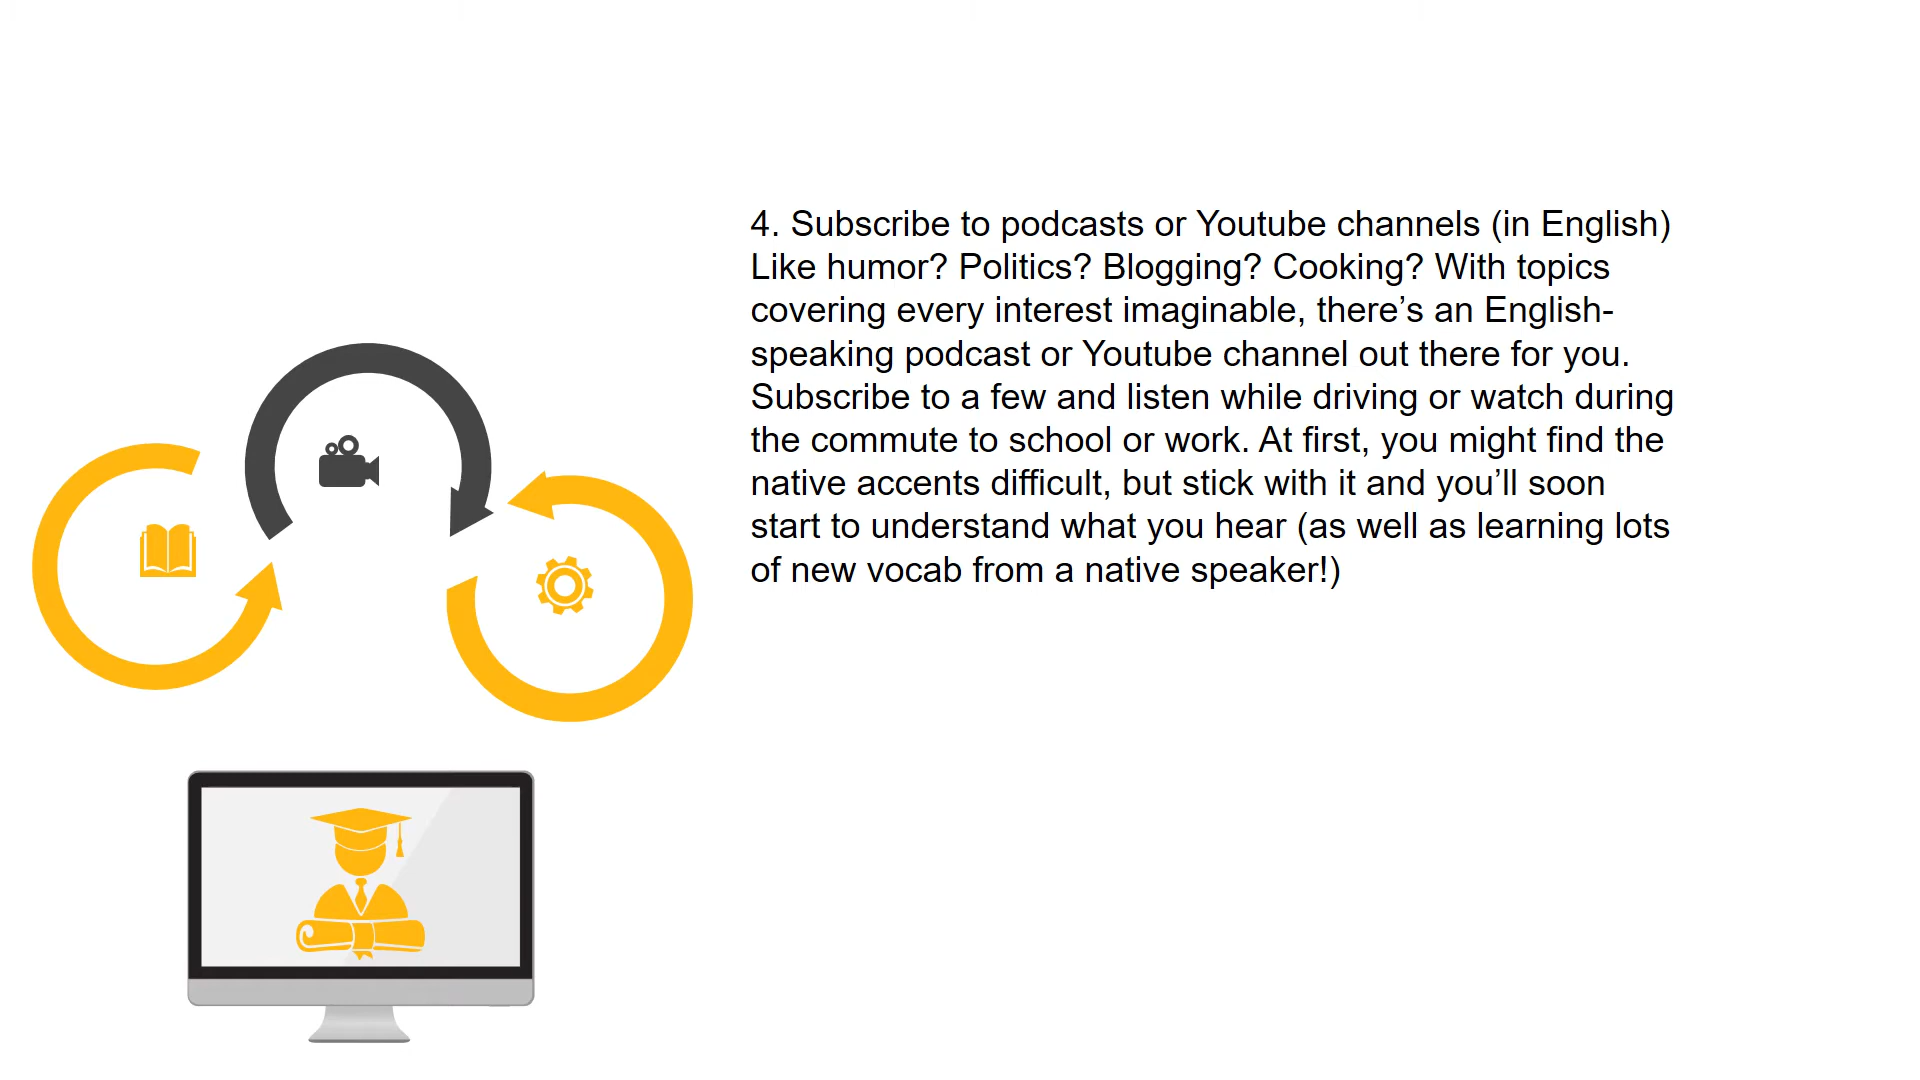 4. Subscribe to podcasts or Youtube channels (in English)
Like humor? Politics? Blogging? Cooking? With topics
covering every interest imaginable, there’s an English-
speaking podcast or Youtube channel out there for you.
Subscribe to a few and listen while driving or watch during
the commute to school or work. At first, you might find the
native accents difficult, but stick with it and you’ll soon
start to understand what you hear (as well as learning lots
of new vocab from a native speaker!)